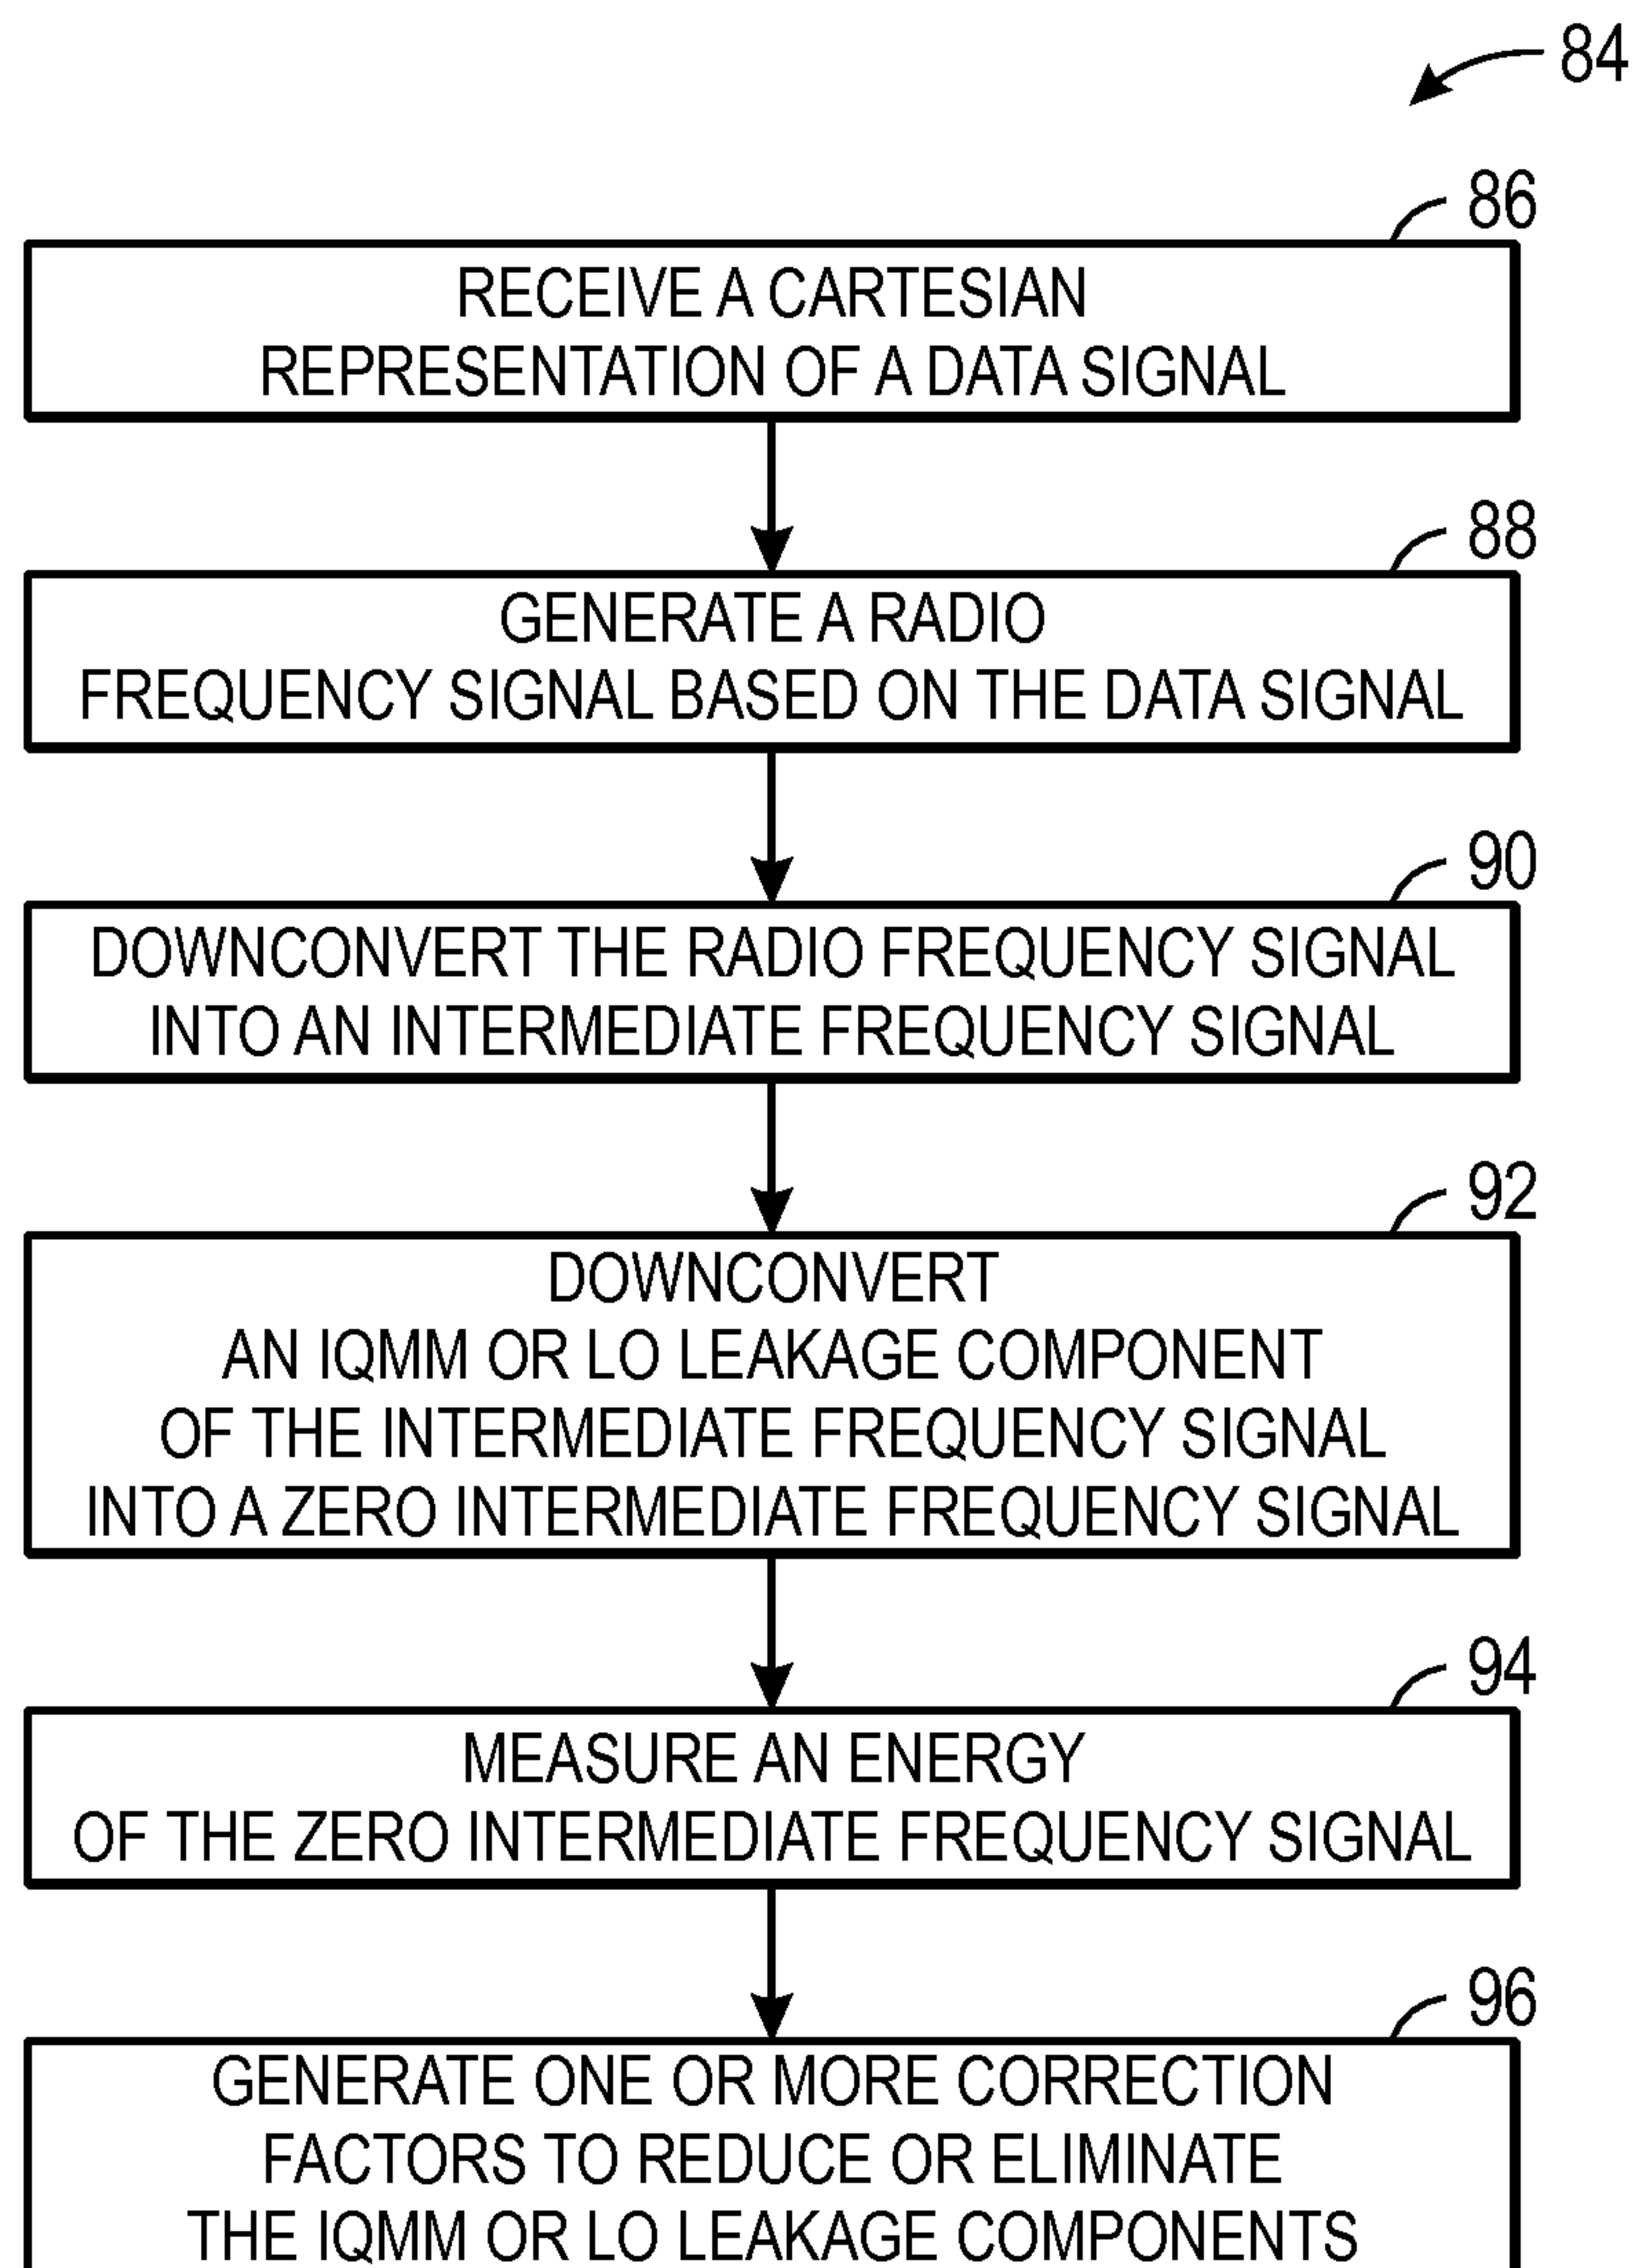 84
86
RECEIVE A CARTESIAN
REPRESENTATION OF A DATA SIGNAL
88
GENERATE A RADIO
FREQUENCY SIGNAL BASED ON THE DATA SIGNAL
90
DOWNCONVERT THE RADIO FREQUENCY SIGNAL
INTO AN INTERMEDIATE FREQUENCY SIGNAL
92
DOWNCONVERT
AN IQMM OR LO LEAKAGE COMPONENT
OF THE INTERMEDIATE FREQUENCY SIGNAL
INTO A ZERO INTERMEDIATE FREQUENCY SIGNAL
94
MEASURE AN ENERGY
OF THE ZERO INTERMEDIATE FREQUENCY SIGNAL
96
GENERATE ONE OR MORE CORRECTION
FACTORS TO REDUCE OR ELIMINATE
THE IQMM OR LO LEAKAGE COMPONENTS